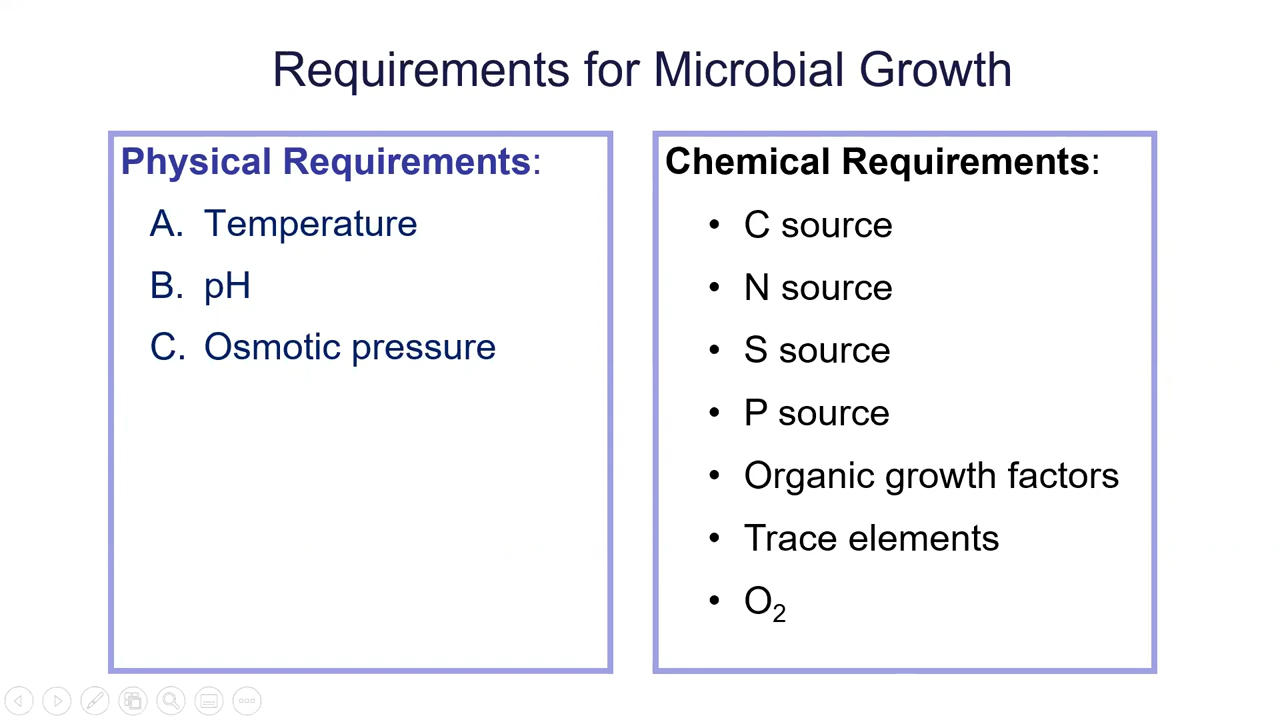 Requirements for Microbial Growth
Physical Requirements:
A. Temperature
B. pH
C. Osmotic pressure
Chemical Requirements:
• C source
• N source
• S source
• P source
• Organic growth factors
• Trace elements
• O₂